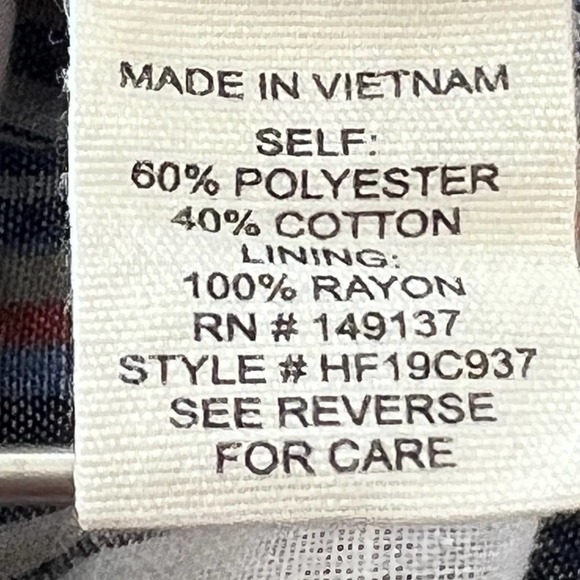 MADE IN VIETNAM
SELF:
60% POLYESTER
40% COTTON
LINING:
100% RAYON
RN # 149137
STYLE # HF19C937
SEE REVERSE
FOR CARE